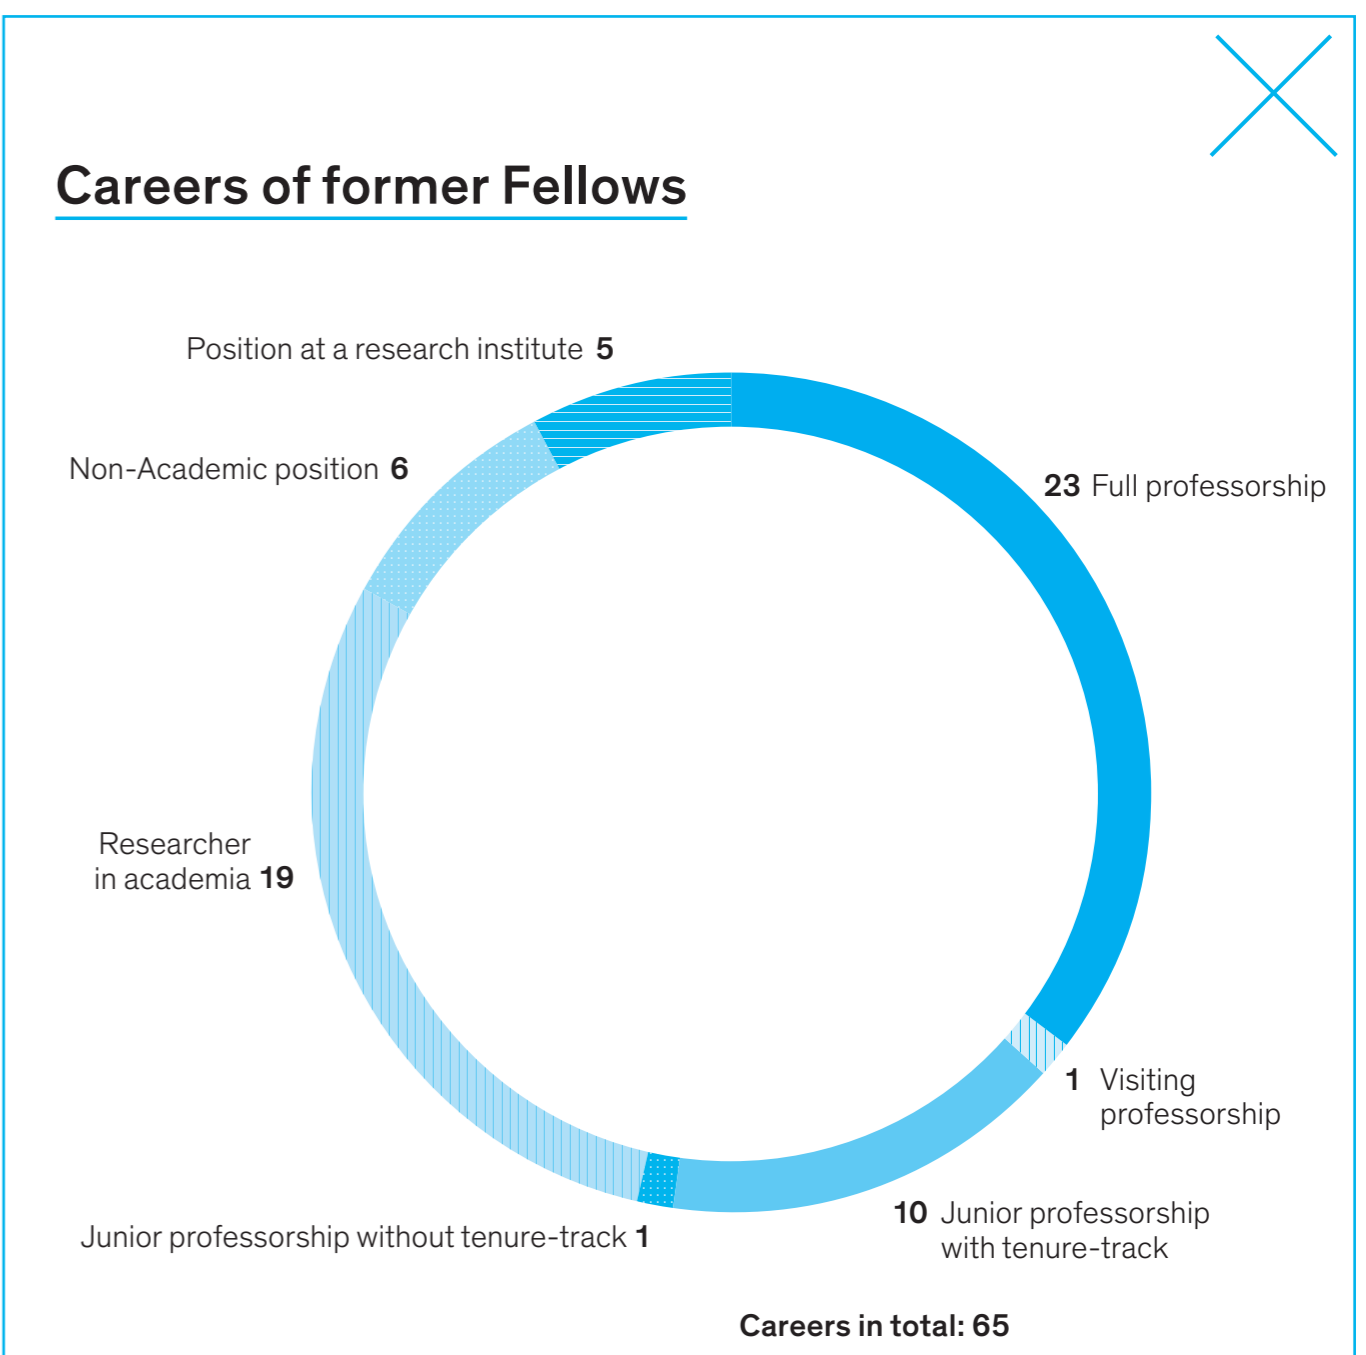 Careers of former Fellows
Position at a research institute 5
Non-Academic position 6
23 Full professorship
Researcher
in academia 19
1 Visiting
professorship
10 Junior professorship
with tenure-track
Junior professorship without tenure-track 1
Careers in total: 65